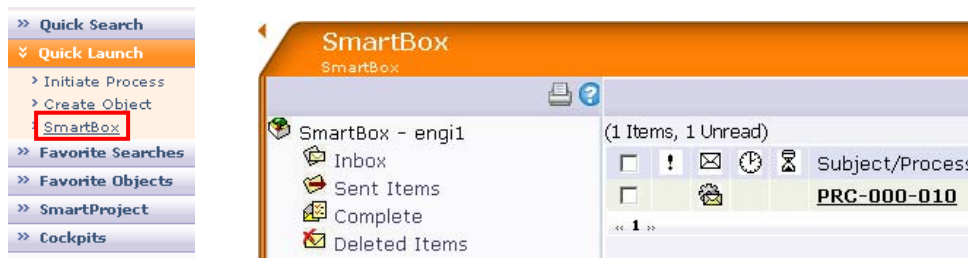 » Quick Search
Quick Launch
› Initiate Process
› Create Object
› SmartBox
» Favorite Searches
» Favorite Objects
» SmartProject
» Cockpits
SmartBox
SmartBox
SmartBox - engi1
Inbox
Sent Items
Complete
Deleted Items
(1 Items, 1 Unread)
! Subject/Process
PRC-000-010
« 1 »